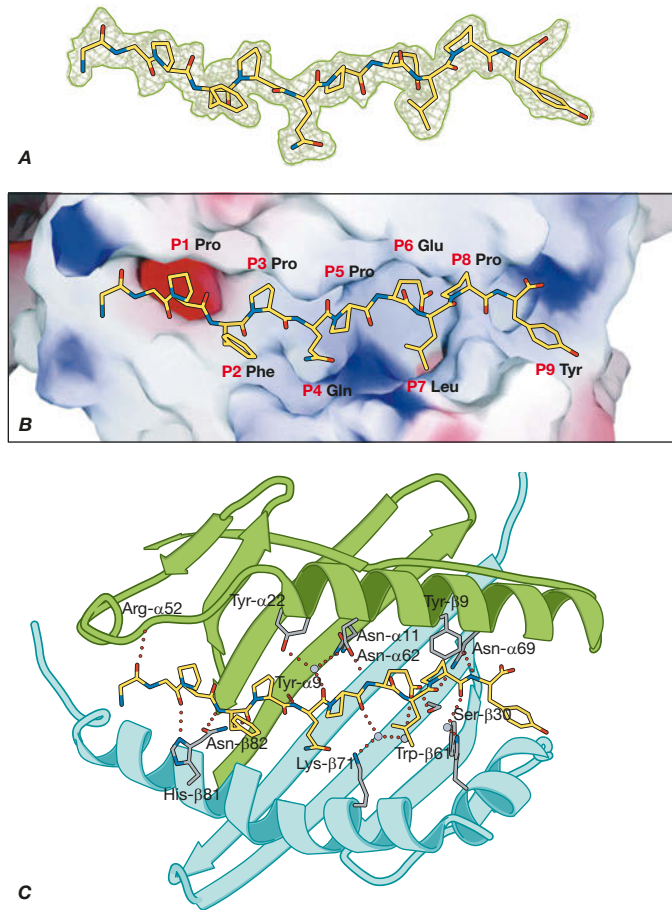 A
P1 Pro
P3 Pro
P5 Pro
P6 Glu
P8 Pro
P2 Phe
P4 Gln
P7 Leu
P9 Tyr
B
Arg-α52
Tyr-α22
Tyr-β9
Asn-α11
Asn-α62
Asn-α69
Tyr-α9
Asn-β82
Ser-β30
Lys-β71
Trp-β61
His-β81
C